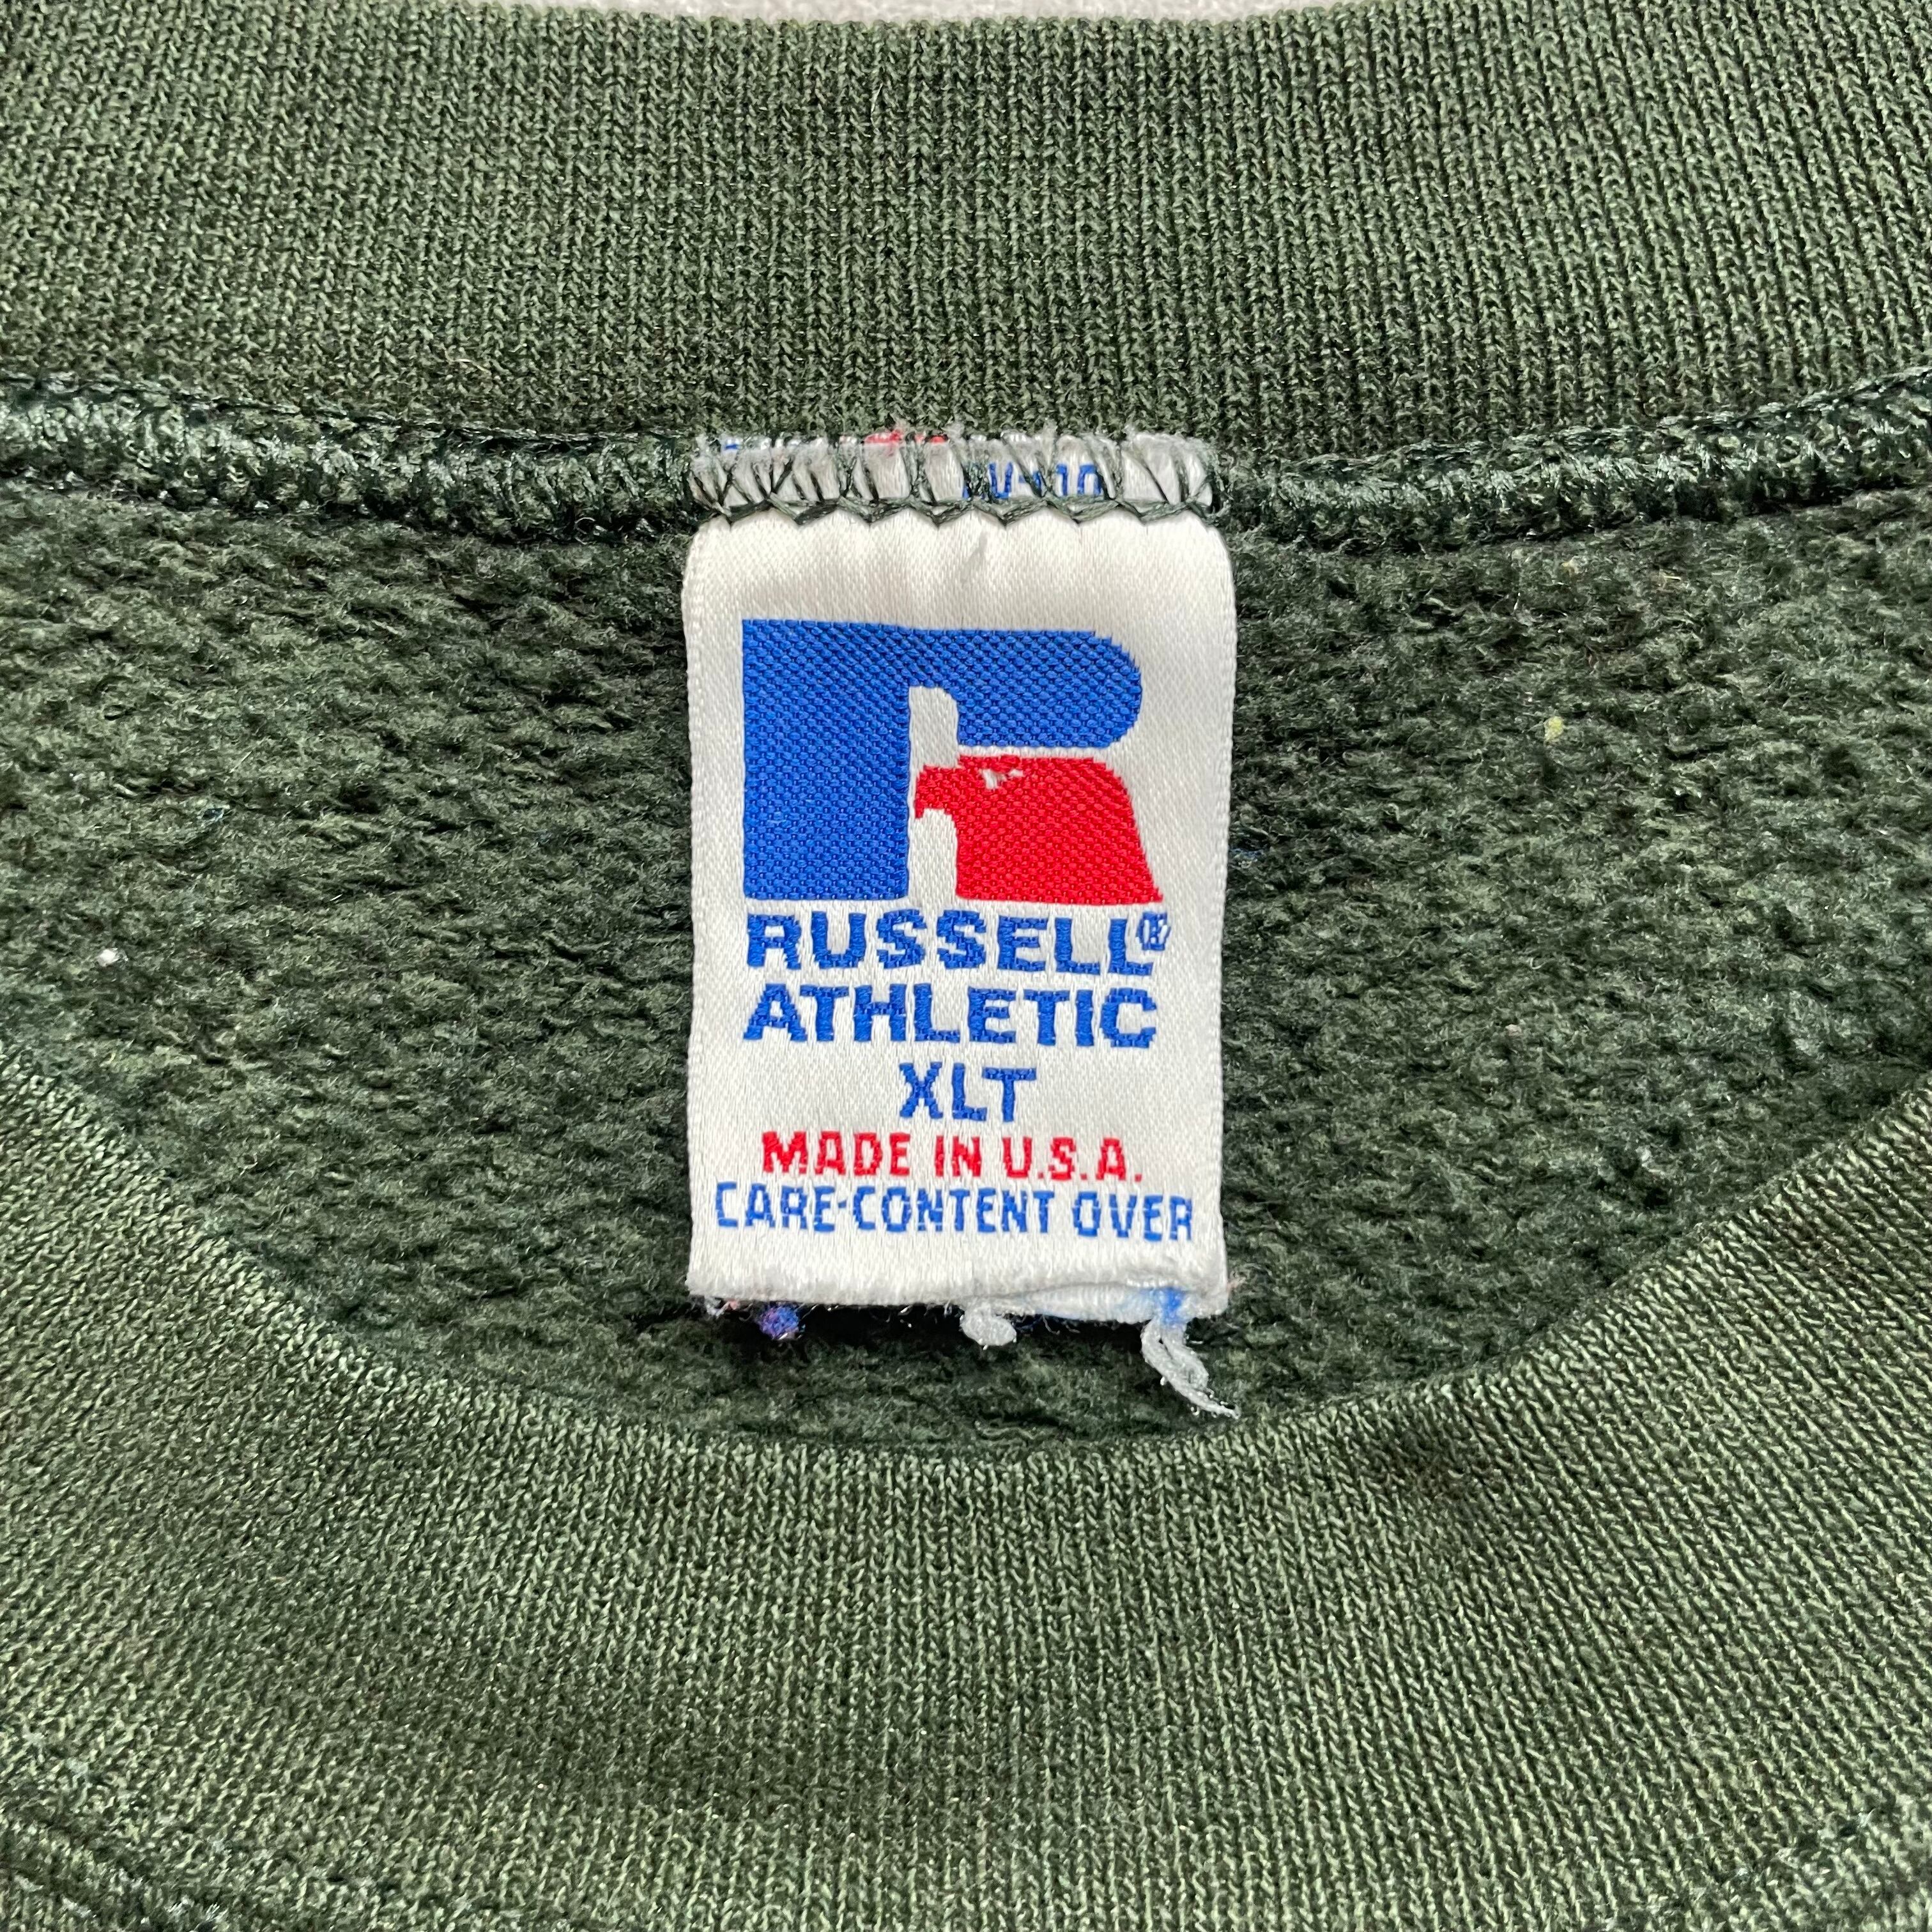 RUSSELL®
ATHLETIC
XLT
MADE IN U.S.A.
CARE-CONTENT OVER